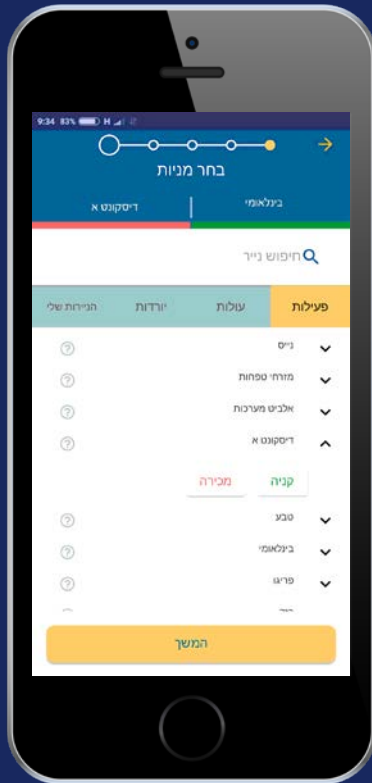 9:34 83% H
בחר מניות
בינלאומי דיסקונט א
חיפוש נייר
פעילות עולות יורדות הניירות שלי
נייס
מזרחי טפחות
אלביט מערכות
דיסקונט א
קניה מכירה
טבע
בינלאומי
פריגו
המשך